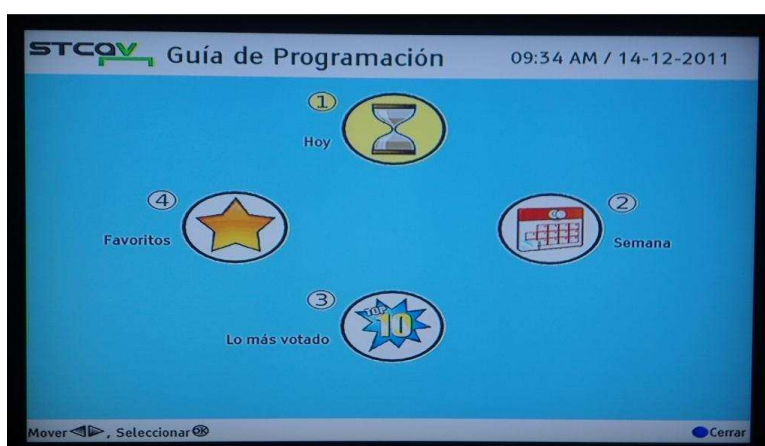 STCQV Guía de Programación 09:34 AM / 14-12-2011
1
Hoy
4
Favoritos
2
Semana
3
Lo más votado
TOP
10
Mover , Seleccionar OK
Cerrar